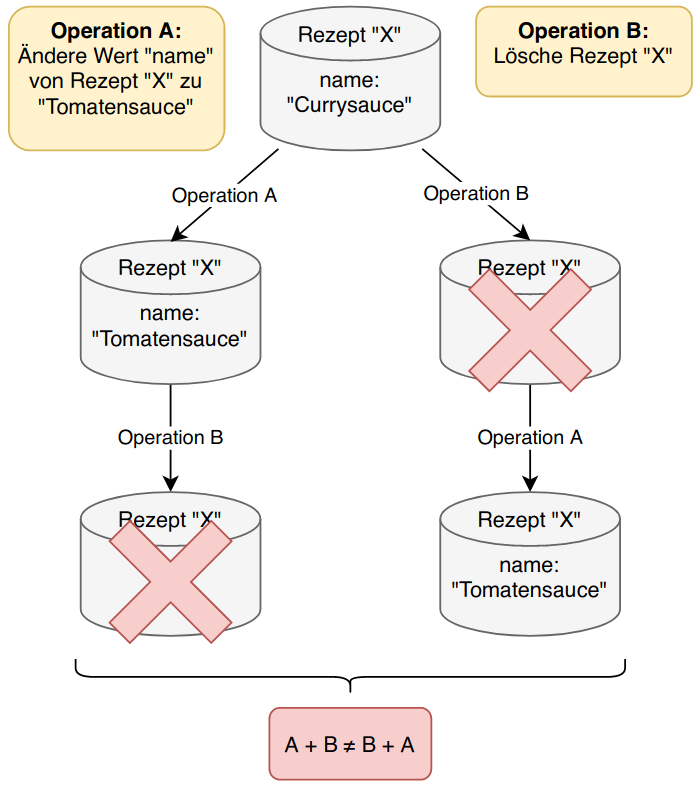 Operation A:
Ändere Wert "name"
von Rezept "X" zu
"Tomatensauce"
Rezept "X"
name:
"Currysauce"
Operation B:
Lösche Rezept "X"
Operation A
Operation B
Rezept "X"
name:
"Tomatensauce"
Rezept "X"
Operation B
Operation A
Rezept "X"
Rezept "X"
name:
"Tomatensauce"
A + B ≠ B + A